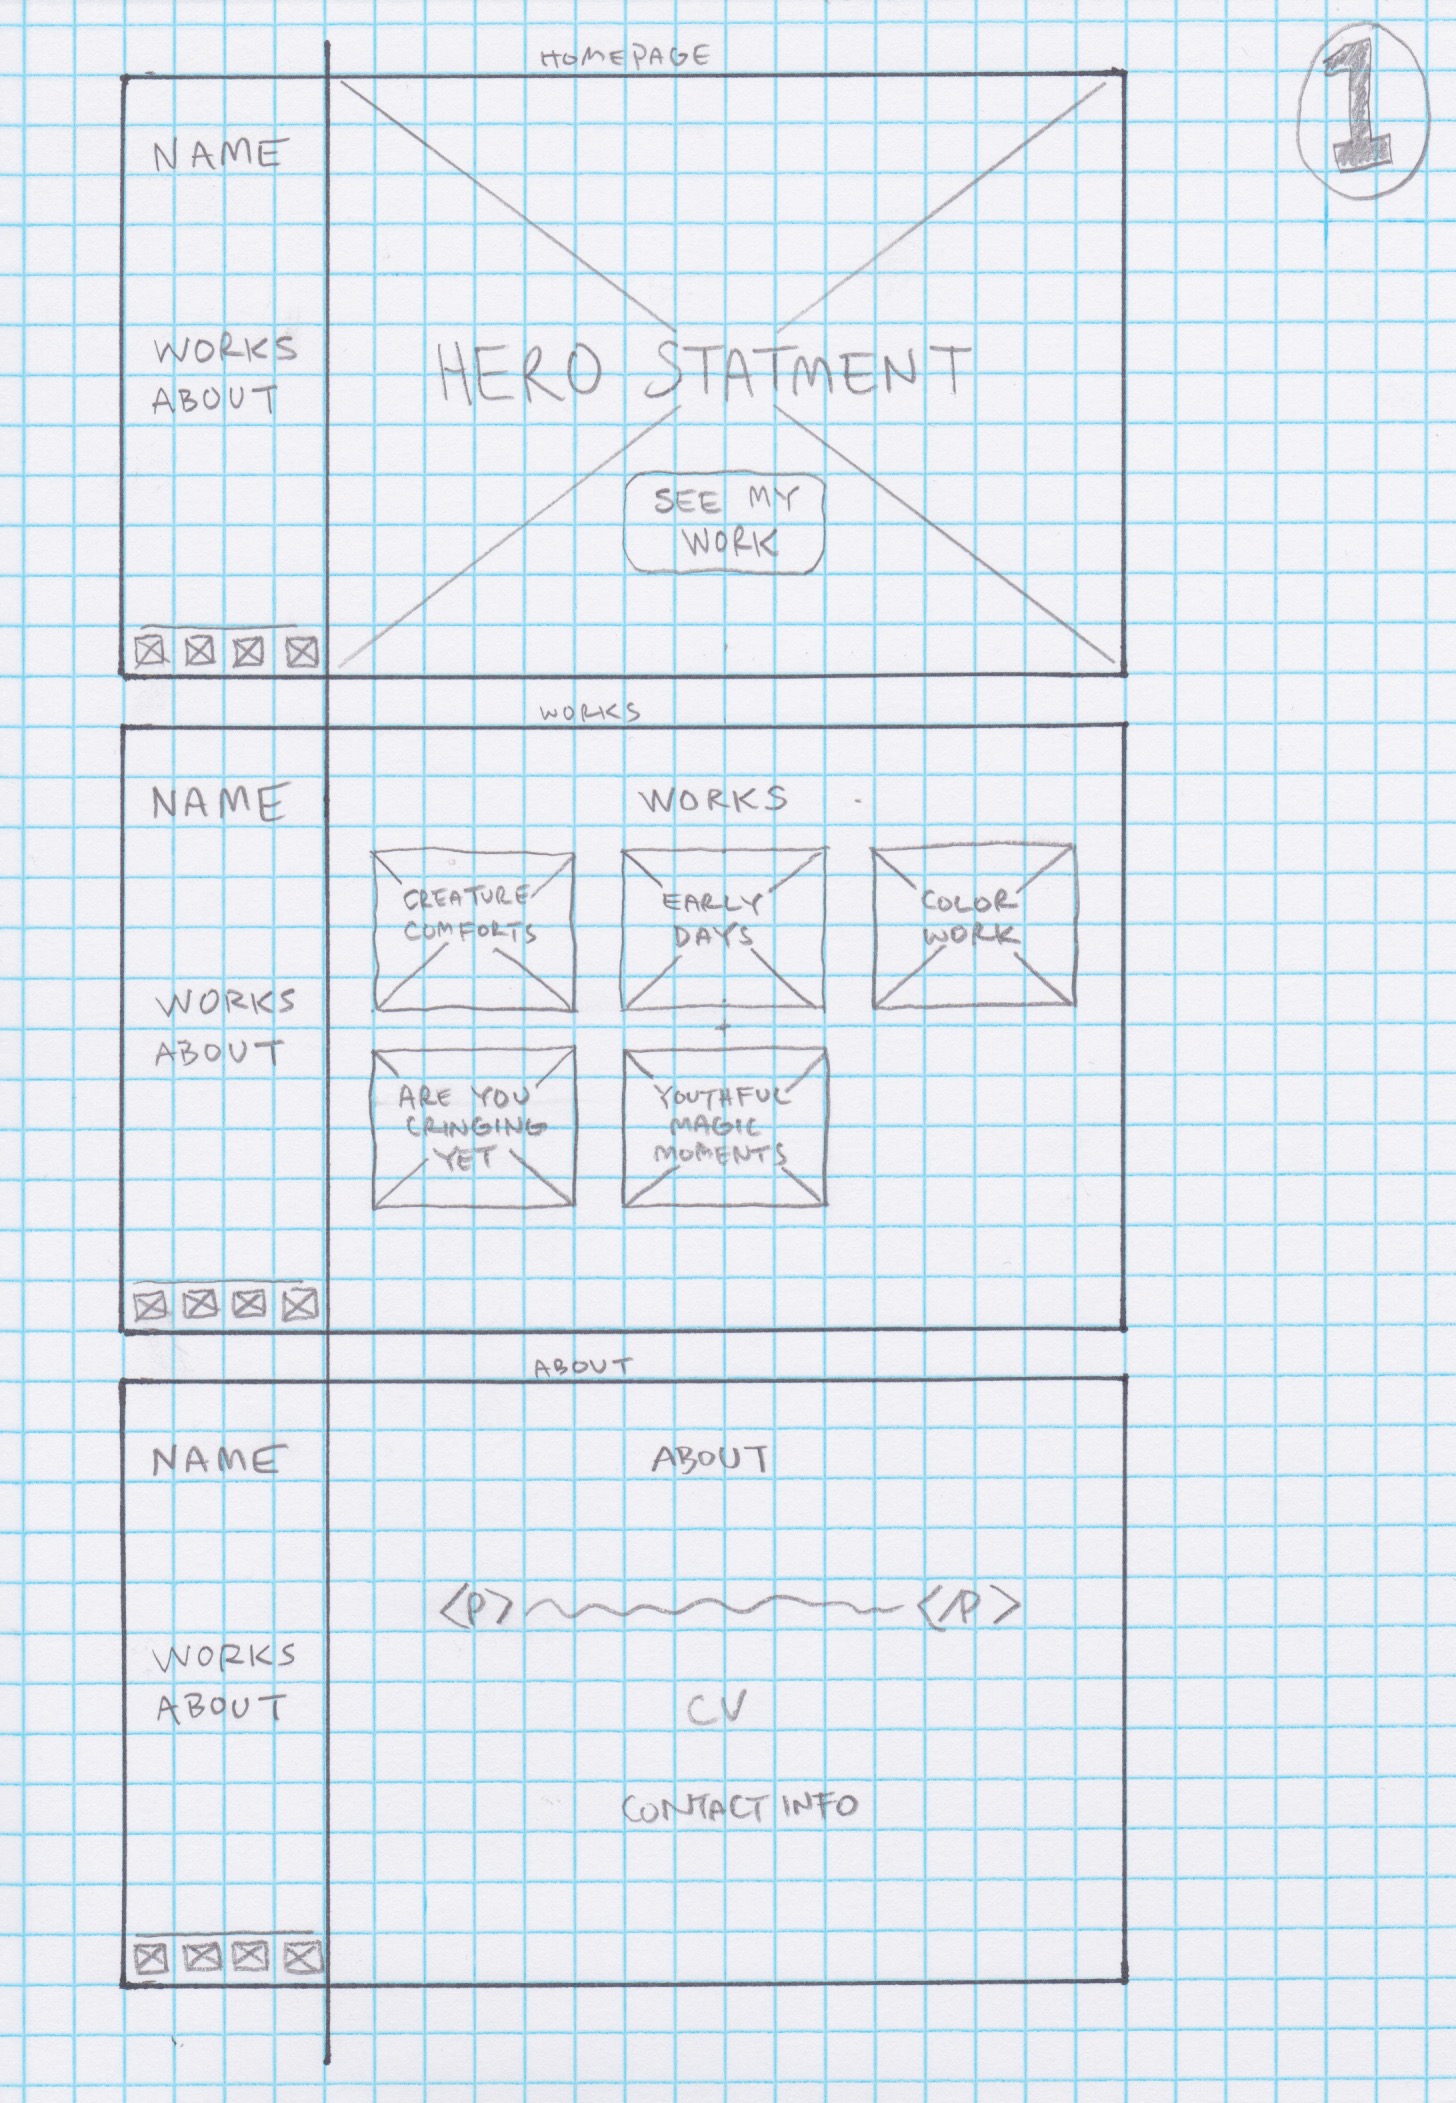 HOMEPAGE
1
NAME
WORKS
ABOUT
HERO STATMENT
SEE MY
WORK
WORKS
NAME
WORKS
ABOUT
WORKS
CREATURE
COMFORTS
EARLY
DAYS
COLOR
WORK
ARE YOU
CRINGING
YET
YOUTHFUL
MAGIC
MOMENTS
ABOUT
NAME
WORKS
ABOUT
ABOUT
<p> </p>
CV
CONTACT INFO